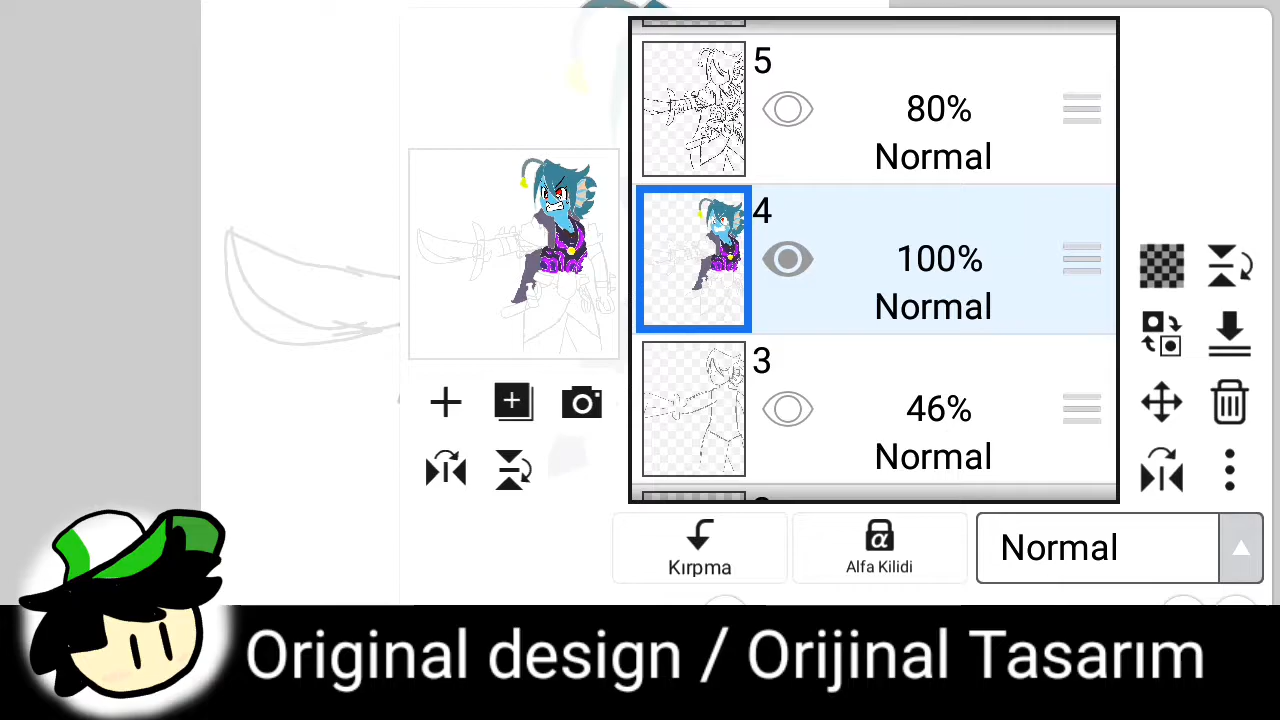 5
80%
Normal
4
100%
Normal
3
46%
Normal
Kırpma
α
Alfa Kilidi
Normal
Original design / Orijinal Tasarım